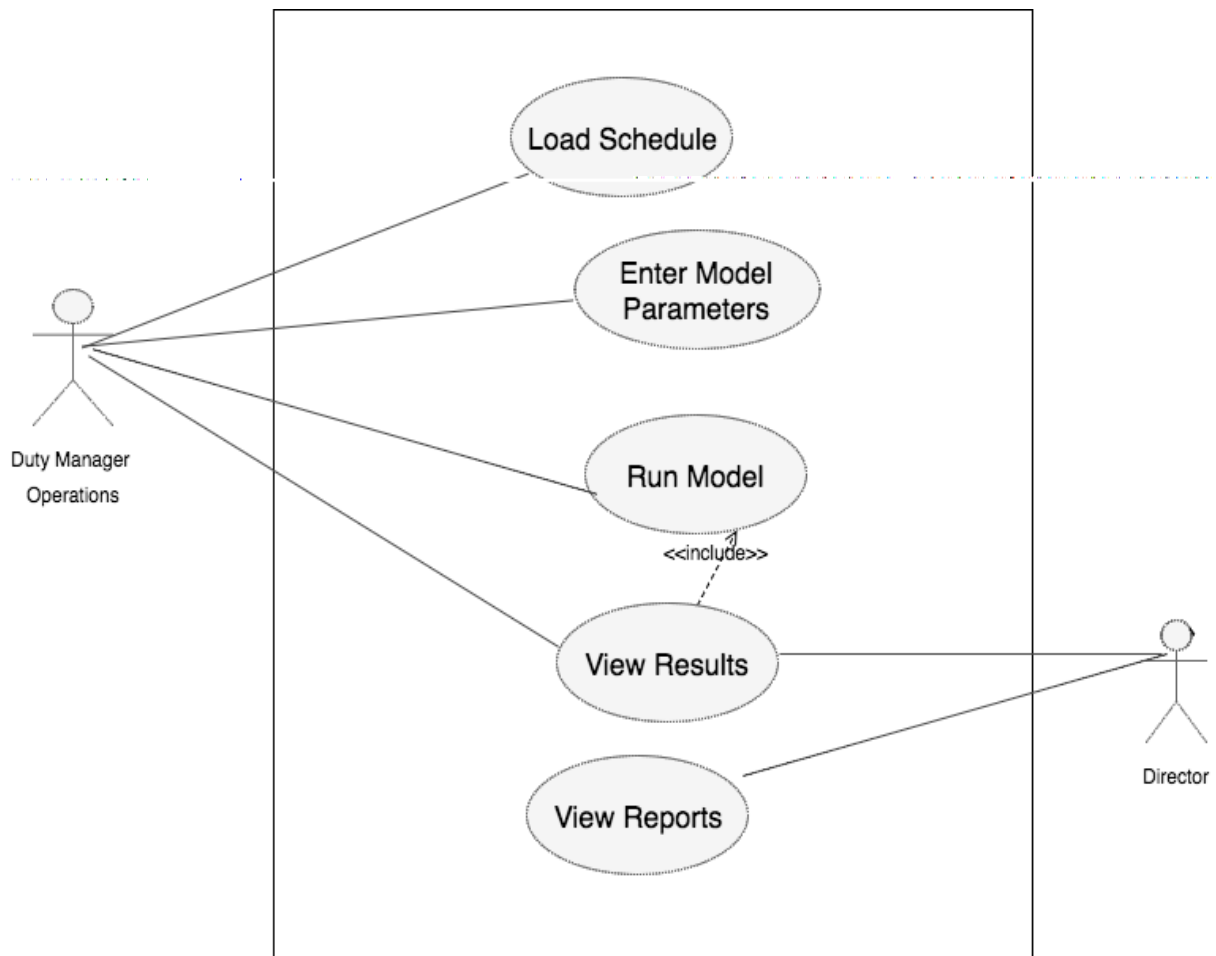 Load Schedule
Enter Model
Parameters
Duty Manager
Operations
Run Model
<<include>>
View Results
View Reports
Director